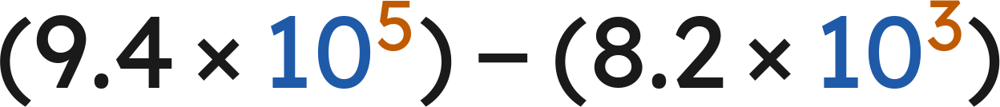 (9.4 × 10⁵) − (8.2 × 10³)